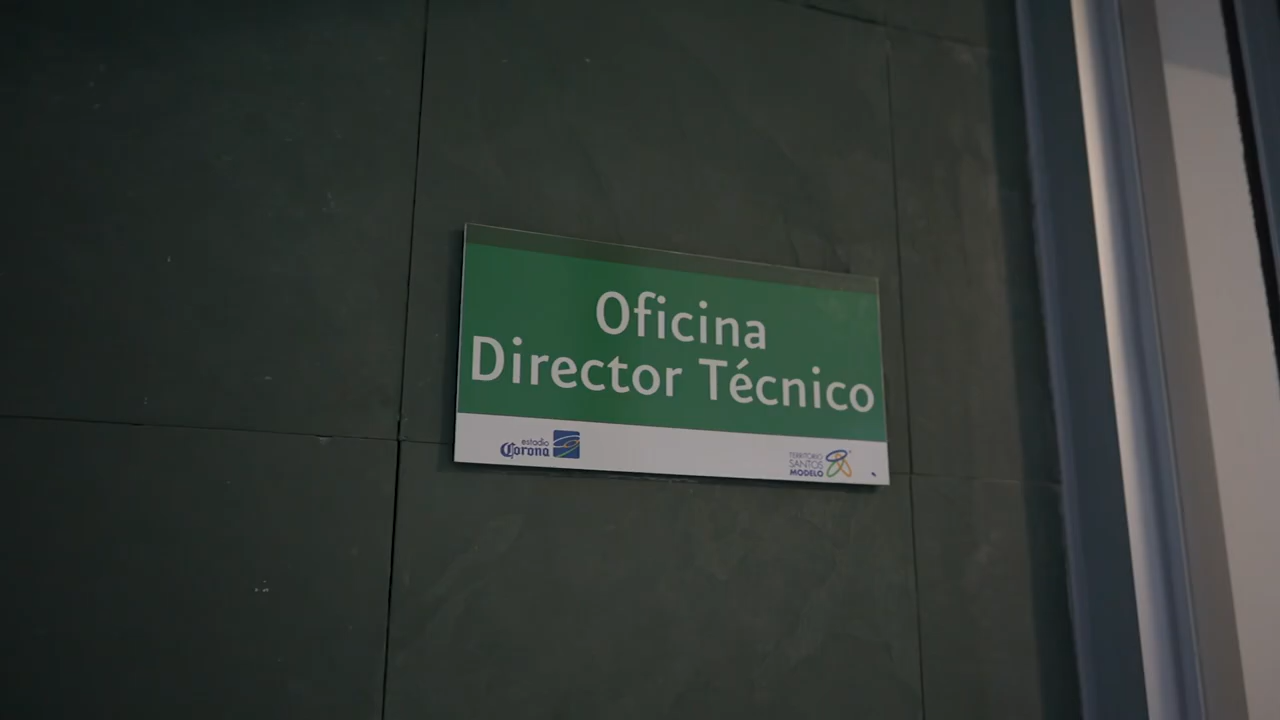 Oficina
Director Técnico
estadio
Corona
TERRITORIO
SANTOS
MODELO